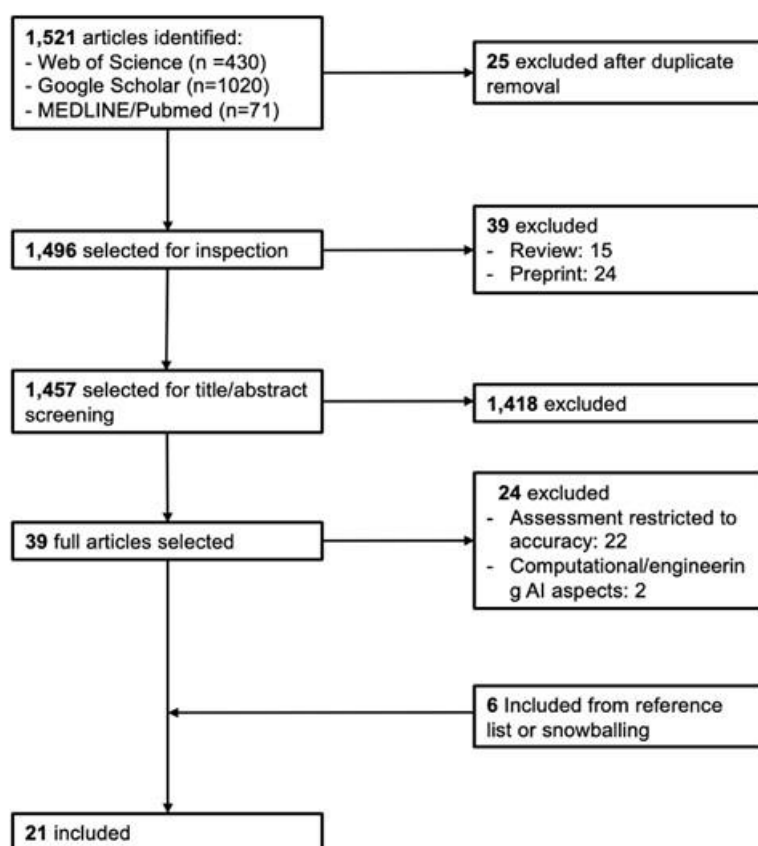 1,521 articles identified:
- Web of Science (n =430)
- Google Scholar (n=1020)
- MEDLINE/Pubmed (n=71)
25 excluded after duplicate
removal
1,496 selected for inspection
39 excluded
- Review: 15
- Preprint: 24
1,457 selected for title/abstract
screening
1,418 excluded
39 full articles selected
24 excluded
- Assessment restricted to
accuracy: 22
- Computational/engineerin
g AI aspects: 2
6 Included from reference
list or snowballing
21 included